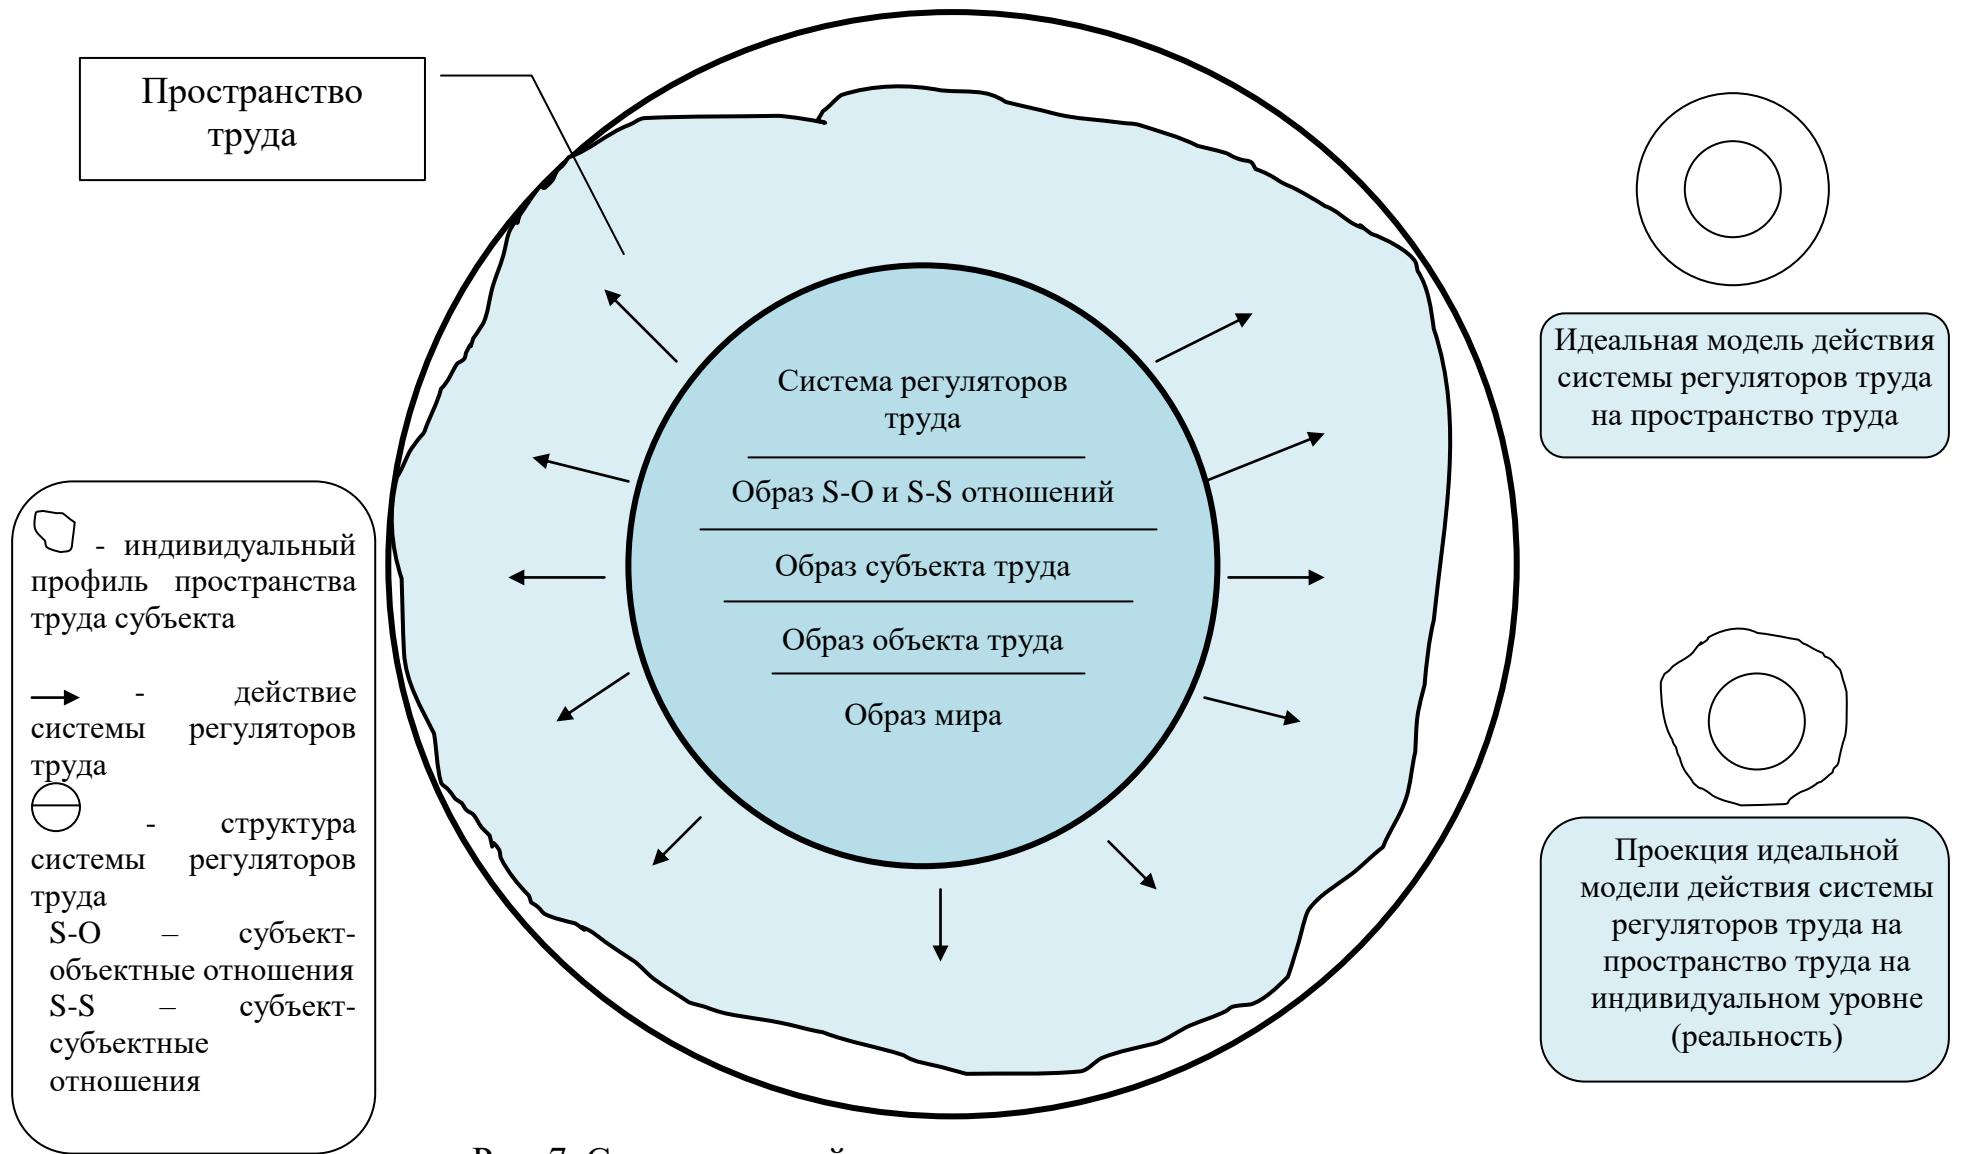 Пространство
труда
Система регуляторов
труда
Образ S-O и S-S отношений
Образ субъекта труда
Образ объекта труда
Образ мира
Идеальная модель действия
системы регуляторов труда
на пространство труда
Проекция идеальной
модели действия системы
регуляторов труда на
пространство труда на
индивидуальном уровне
(реальность)
- индивидуальный
профиль пространства
труда субъекта
- действие
системы регуляторов
труда
- структура
системы регуляторов
труда
S-O – субъект-
объектные отношения
S-S – субъект-
субъектные
отношения